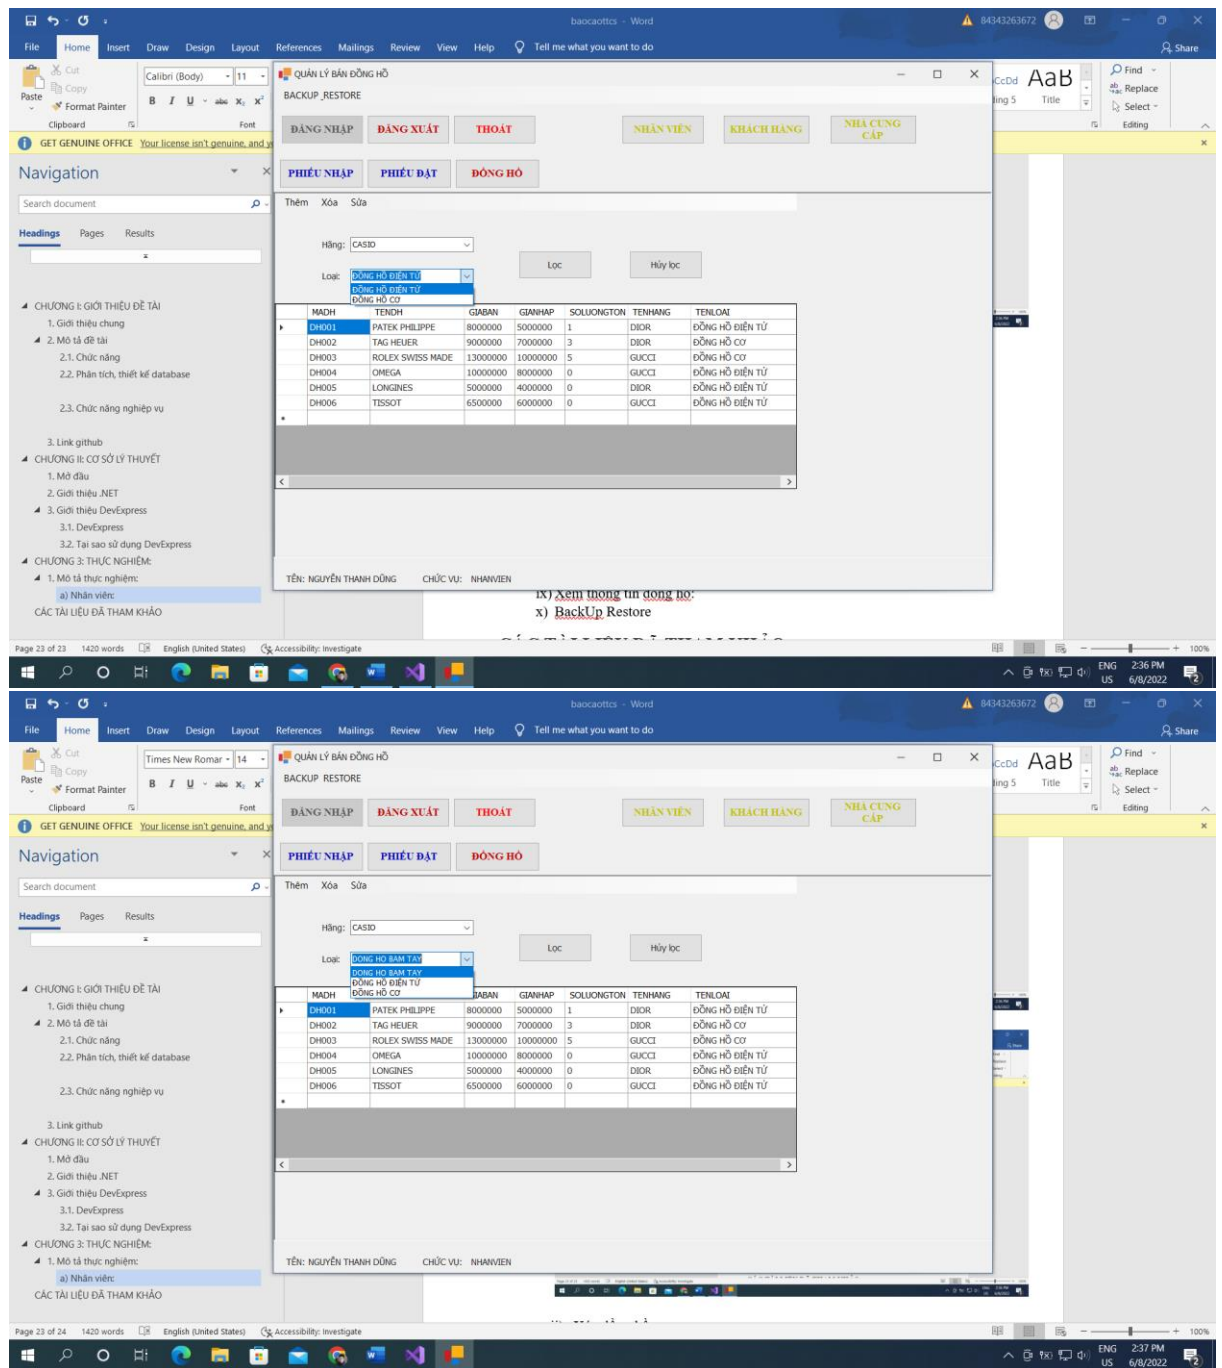 baocaottcs - Word
84343263672
File Home Insert Draw Design Layout References Mailings Review View Help Tell me what you want to do Share
Paste Cut Copy Format Painter Clipboard
Calibri (Body) 11
B I U abc X₂ X² Font
QUẢN LÝ BÁN ĐỒNG HỒ
BACKUP_RESTORE
ĐĂNG NHẬP ĐĂNG XUẤT THOÁT NHÂN VIÊN KHÁCH HÀNG NHÀ CUNG CẤP
PHIẾU NHẬP PHIẾU ĐẶT ĐỒNG HỒ
AaB
Title
Find
Replace
Select
Editing
GET GENUINE OFFICE Your license isn't genuine, and y
Navigation
Search document
Headings Pages Results
CHƯƠNG I: GIỚI THIỆU ĐỀ TÀI
1. Giới thiệu chung
2. Mô tả đề tài
2.1. Chức năng
2.2. Phân tích, thiết kế database
2.3. Chức năng nghiệp vụ
3. Link github
CHƯƠNG II: CƠ SỞ LÝ THUYẾT
1. Mở đầu
2. Giới thiệu .NET
3. Giới thiệu DevExpress
3.1. DevExpress
3.2. Tại sao sử dụng DevExpress
CHƯƠNG 3: THỰC NGHIỆM:
1. Mô tả thực nghiệm:
a) Nhân viên:
CÁC TÀI LIỆU ĐÃ THAM KHẢO
Thêm Xóa Sửa
Hãng: CASIO
Lọc Hủy lọc
Loại: ĐỒNG HỒ ĐIỆN TỬ
ĐỒNG HỒ ĐIỆN TỬ
ĐỒNG HỒ CƠ
MADH TENDH GIABAN GIANHAP SOLUONGTON TENHANG TENLOAI
DH001 PATEK PHILIPPE 8000000 5000000 1 DIOR ĐỒNG HỒ ĐIỆN TỬ
DH002 TAG HEUER 9000000 7000000 3 DIOR ĐỒNG HỒ CƠ
DH003 ROLEX SWISS MADE 13000000 10000000 5 GUCCI ĐỒNG HỒ CƠ
DH004 OMEGA 10000000 8000000 0 GUCCI ĐỒNG HỒ ĐIỆN TỬ
DH005 LONGINES 5000000 4000000 0 DIOR ĐỒNG HỒ ĐIỆN TỬ
DH006 TISSOT 6500000 6000000 0 GUCCI ĐỒNG HỒ ĐIỆN TỬ
TÊN: NGUYỄN THANH DŨNG CHỨC VỤ: NHANVIEN
ix) Xem thông tin đồng hồ:
x) BackUp Restore
CÁC TÀI LIỆU ĐÃ THAM KHẢO
Page 23 of 23 1420 words English (United States) Accessibility: Investigate 100%
ENG US 2:36 PM 6/8/2022
baocaottcs - Word
84343263672
File Home Insert Draw Design Layout References Mailings Review View Help Tell me what you want to do Share
Paste Cut Copy Format Painter Clipboard
Times New Romar 14
B I U abc X₂ X² Font
QUẢN LÝ BÁN ĐỒNG HỒ
BACKUP RESTORE
ĐĂNG NHẬP ĐĂNG XUẤT THOÁT NHÂN VIÊN KHÁCH HÀNG NHÀ CUNG CẤP
PHIẾU NHẬP PHIẾU ĐẶT ĐỒNG HỒ
AaB
Title
Find
Replace
Select
Editing
GET GENUINE OFFICE Your license isn't genuine, and y
Navigation
Search document
Headings Pages Results
CHƯƠNG I: GIỚI THIỆU ĐỀ TÀI
1. Giới thiệu chung
2. Mô tả đề tài
2.1. Chức năng
2.2. Phân tích, thiết kế database
2.3. Chức năng nghiệp vụ
3. Link github
CHƯƠNG II: CƠ SỞ LÝ THUYẾT
1. Mở đầu
2. Giới thiệu .NET
3. Giới thiệu DevExpress
3.1. DevExpress
3.2. Tại sao sử dụng DevExpress
CHƯƠNG 3: THỰC NGHIỆM:
1. Mô tả thực nghiệm:
a) Nhân viên:
CÁC TÀI LIỆU ĐÃ THAM KHẢO
Thêm Xóa Sửa
Hãng: CASIO
Lọc Hủy lọc
Loại: DONG HO BAM TAY
DONG HO BAM TAY
ĐỒNG HỒ ĐIỆN TỬ
ĐỒNG HỒ CƠ
MADH GIABAN GIANHAP SOLUONGTON TENHANG TENLOAI
DH001 PATEK PHILIPPE 8000000 5000000 1 DIOR ĐỒNG HỒ ĐIỆN TỬ
DH002 TAG HEUER 9000000 7000000 3 DIOR ĐỒNG HỒ CƠ
DH003 ROLEX SWISS MADE 13000000 10000000 5 GUCCI ĐỒNG HỒ CƠ
DH004 OMEGA 10000000 8000000 0 GUCCI ĐỒNG HỒ ĐIỆN TỬ
DH005 LONGINES 5000000 4000000 0 DIOR ĐỒNG HỒ ĐIỆN TỬ
DH006 TISSOT 6500000 6000000 0 GUCCI ĐỒNG HỒ ĐIỆN TỬ
TÊN: NGUYỄN THANH DŨNG CHỨC VỤ: NHANVIEN
Page 23 of 24 1420 words English (United States) Accessibility: Investigate 100%
ENG US 2:37 PM 6/8/2022